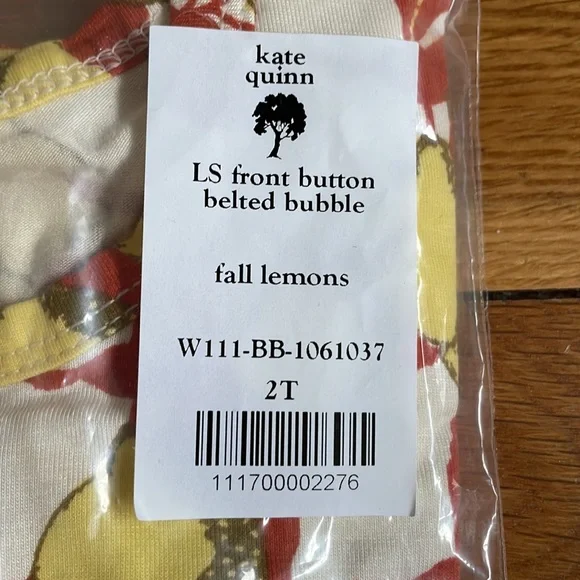 kate
quinn
LS front button
belted bubble
fall lemons
W111-BB-1061037
2T
111700002276